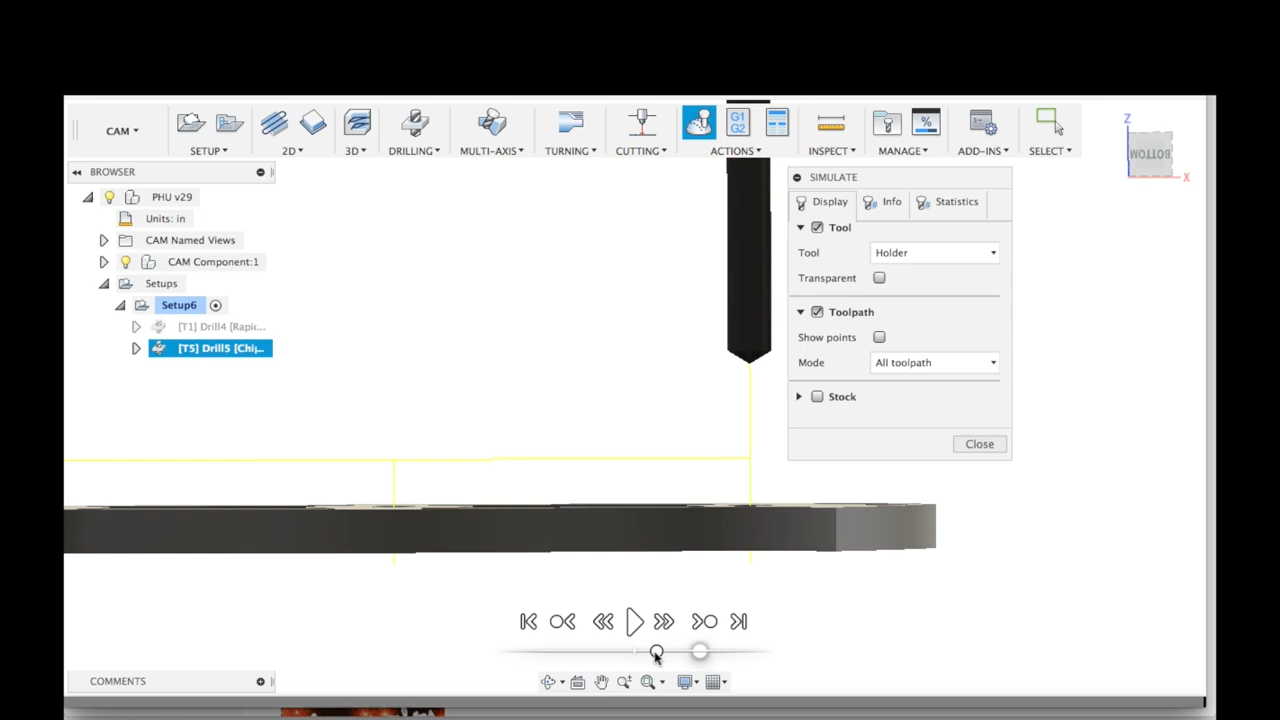 CAM
SETUP
2D
3D
DRILLING
MULTI-AXIS
TURNING
CUTTING
G1
G2
ACTIONS
INSPECT
%
MANAGE
ADD-INS
SELECT
Z
BOTTOM
X
BROWSER
PHU v29
Units: in
CAM Named Views
CAM Component:1
Setups
Setup6
[T1] Drill4 [Rapic...
[T5] Drill5 [Chi...
SIMULATE
Display
Info
Statistics
Tool
Tool Holder
Transparent
Toolpath
Show points
Mode All toolpath
Stock
Close
COMMENTS